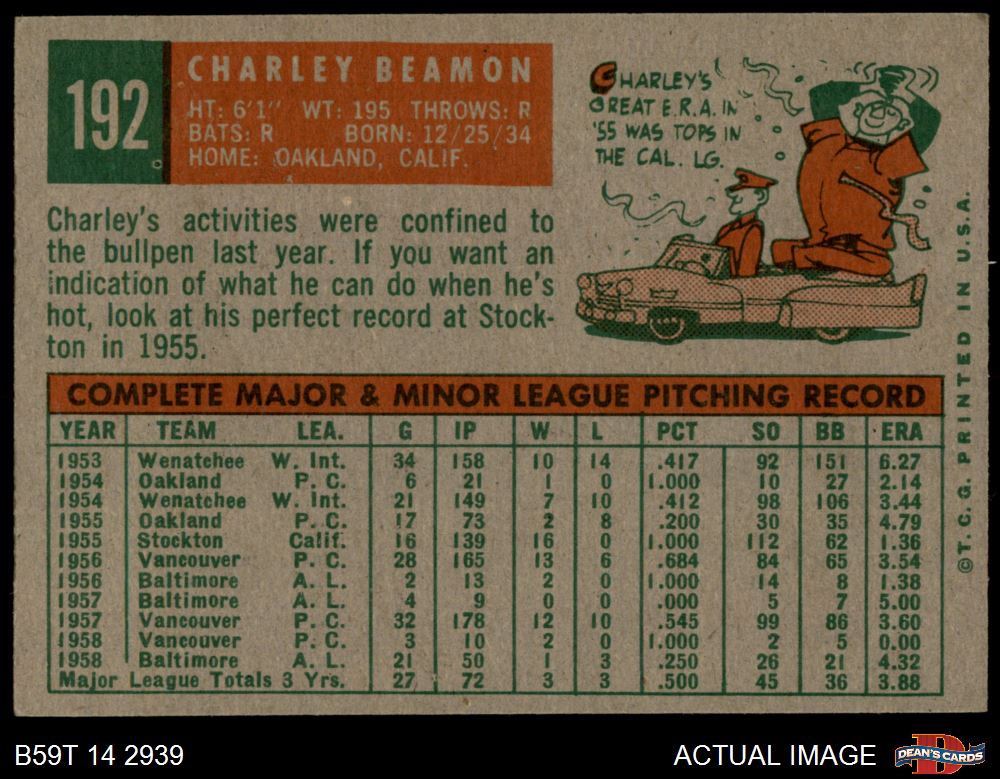 192
CHARLEY BEAMON
HT: 6'1" WT: 195 THROWS: R
BATS: R BORN: 12/25/34
HOME: OAKLAND, CALIF.
CHARLEY'S
GREAT E.R.A. IN
'55 WAS TOPS IN
THE CAL. LG.
Charley's activities were confined to
the bullpen last year. If you want an
indication of what he can do when he's
hot, look at his perfect record at Stock-
ton in 1955.
COMPLETE MAJOR & MINOR LEAGUE PITCHING RECORD
YEAR TEAM LEA. G IP W L PCT SO BB ERA
1953 Wenatchee W. Int. 34 158 10 14 .417 92 151 6.27
1954 Oakland P. C. 6 21 1 0 1.000 10 27 2.14
1954 Wenatchee W. Int. 21 149 7 10 .412 98 106 3.44
1955 Oakland P. C. 17 73 2 8 .200 30 35 4.79
1955 Stockton Calif. 16 139 16 0 1.000 112 62 1.36
1956 Vancouver P. C. 28 165 13 6 .684 84 65 3.54
1956 Baltimore A. L. 2 13 2 0 1.000 14 8 1.38
1957 Baltimore A. L. 4 9 0 0 .000 5 7 5.00
1957 Vancouver P. C. 32 178 12 10 .545 99 86 3.60
1958 Vancouver P. C. 3 10 2 0 1.000 2 5 0.00
1958 Baltimore A. L. 21 50 1 3 .250 26 21 4.32
Major League Totals 3 Yrs. 27 72 3 3 .500 45 36 3.88
©T. C. G. PRINTED IN U.S.A.
B59T 14 2939
ACTUAL IMAGE
DEAN'S CARDS